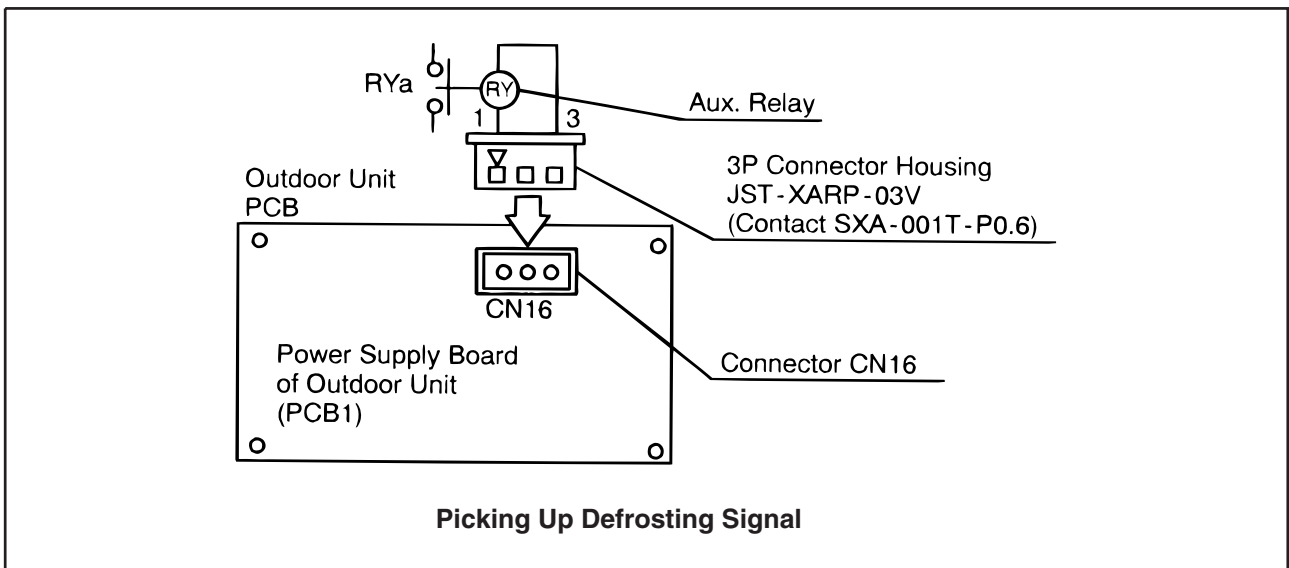 RYa
RY
1
3
Aux. Relay
3P Connector Housing
JST-XARP-03V
(Contact SXA-001T-P0.6)
Outdoor Unit
PCB
CN16
Power Supply Board
of Outdoor Unit
(PCB1)
Connector CN16
Picking Up Defrosting Signal